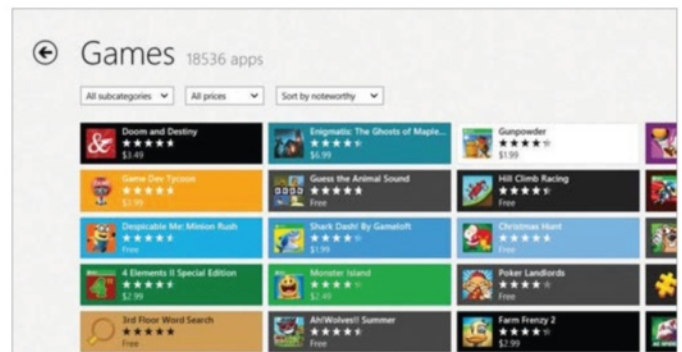 Games 18536 apps
All subcategories All prices Sort by noteworthy
Doom and Destiny
$3.49
Enigmatic: The Ghosts of Maple...
$6.99
Gunpowder
$1.99
Game Dev Tycoon
$3.99
Guess the Animal Sound
Free
Hill Climb Racing
Free
Despicable Me: Minion Rush
Free
Shark Dash! By Gameloft
$1.99
Christmas Hunt
Free
4 Elements II Special Edition
$2.99
Monster Island
$2.49
Poker Landlords
Free
3rd Floor Word Search
Free
Ah!Wolves!! Summer
Free
Farm Frenzy 2
$2.99